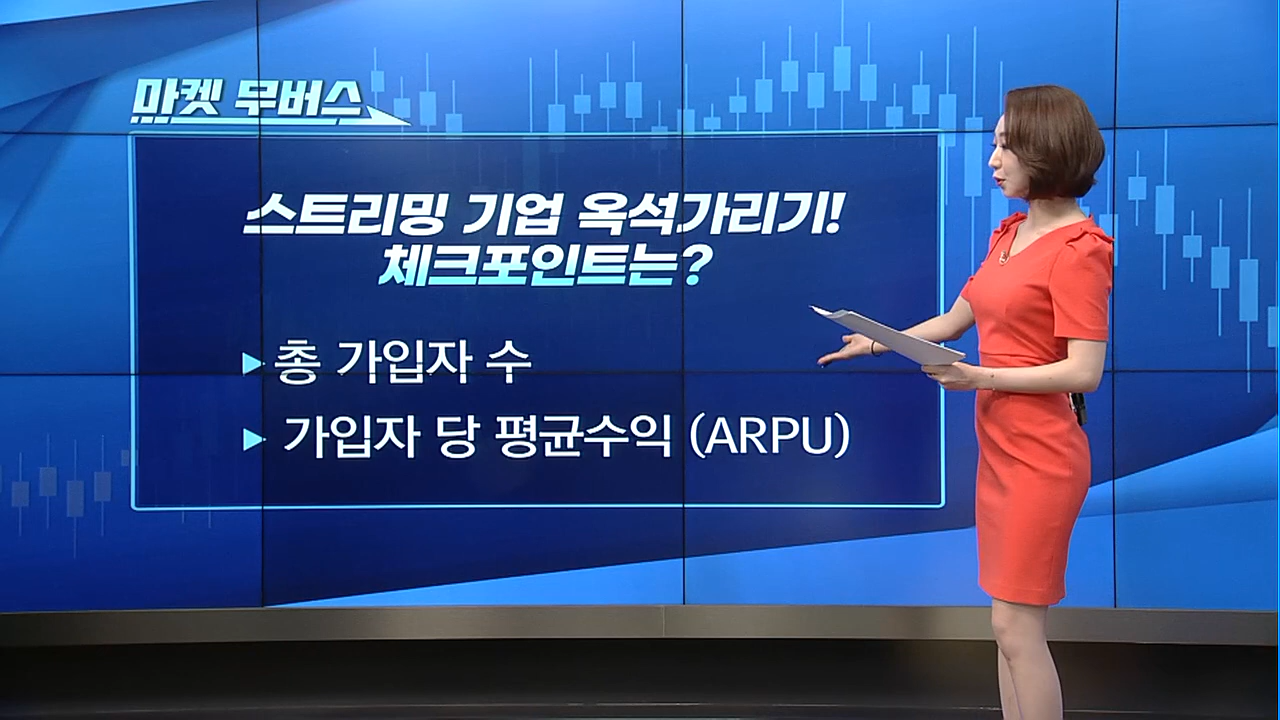 마켓 무버스
스트리밍 기업 옥석가리기!
체크포인트는?
▶ 총 가입자 수
▶ 가입자 당 평균수익 (ARPU)